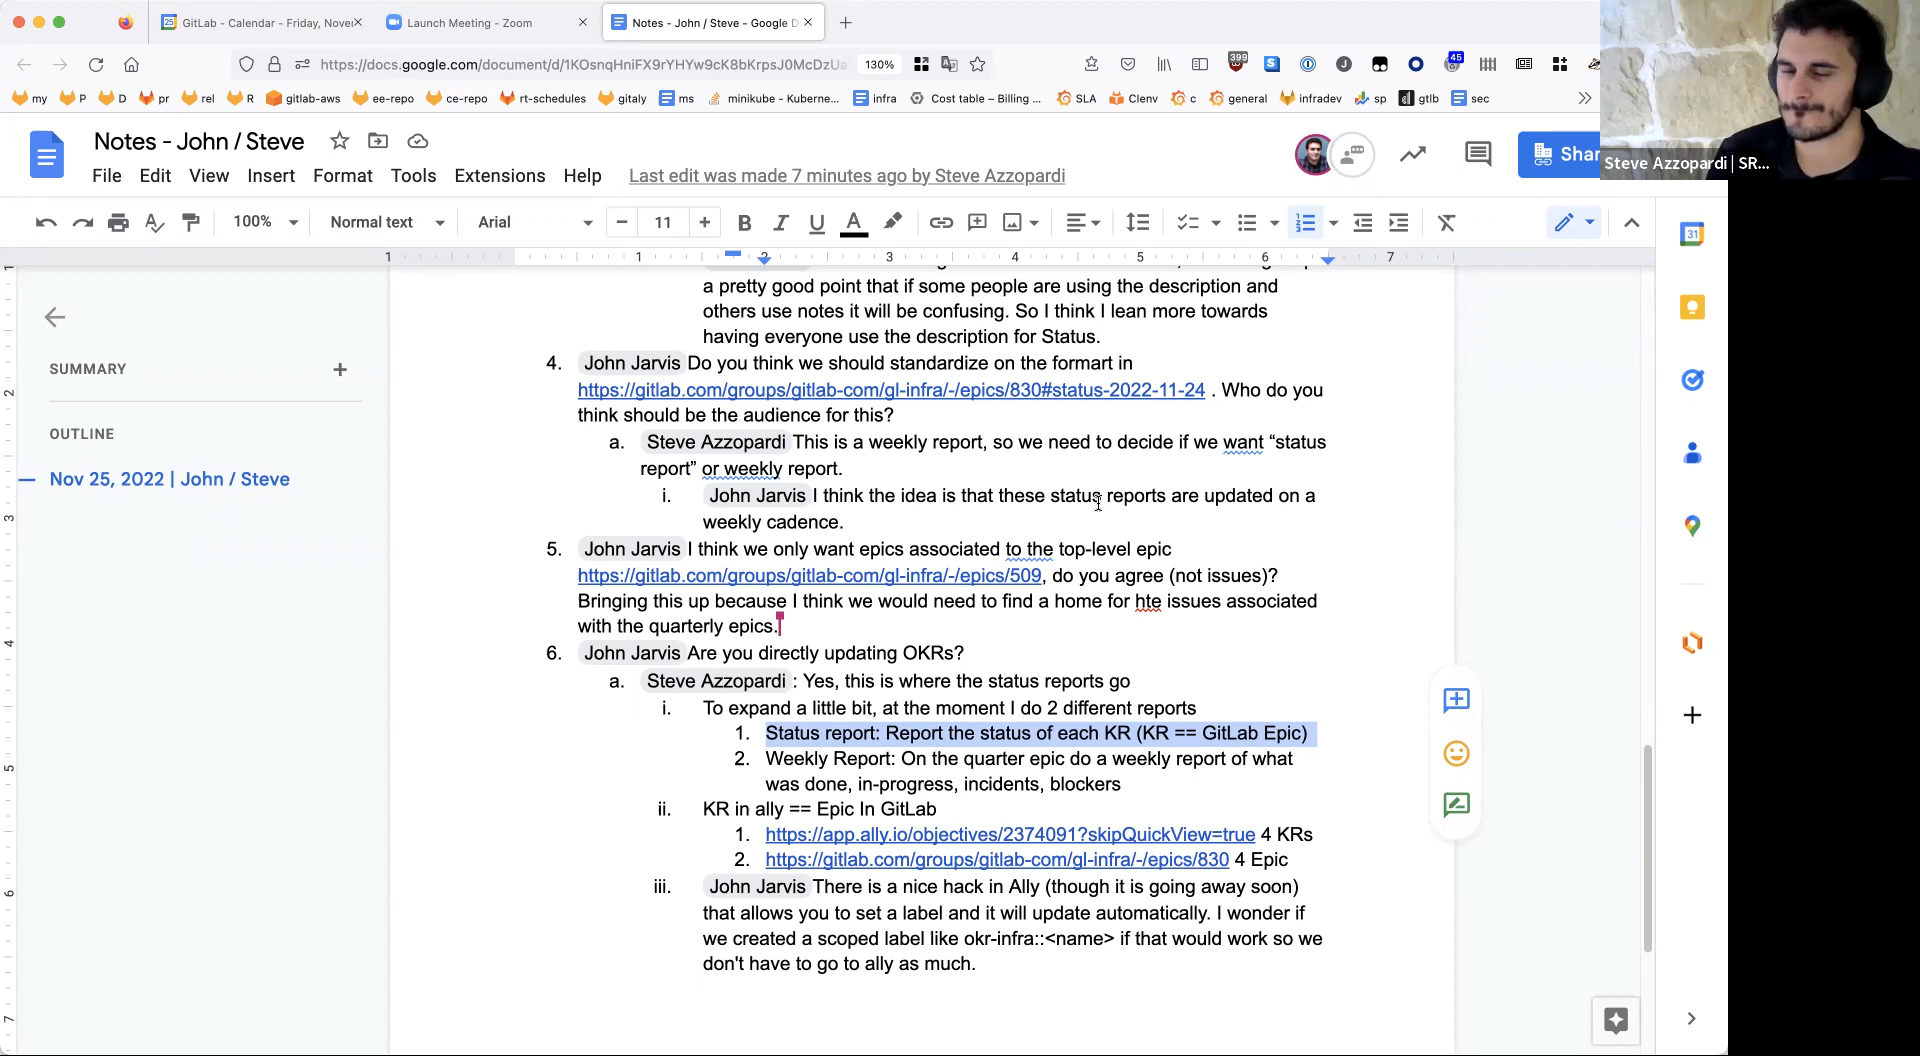 GitLab - Calendar - Friday, Nove
Launch Meeting - Zoom
Notes - John / Steve - Google D
https://docs.google.com/document/d/1KOsnqHniFX9rYHYw9cK8bKrpsJ0McDzUa
130%
399
45
my
P
D
pr
rel
R
gitlab-aws
ee-repo
ce-repo
rt-schedules
gitaly
ms
minikube - Kuberne...
infra
Cost table – Billing ...
SLA
Clenv
c
general
infradev
sp
gtlb
sec
Notes - John / Steve
File Edit View Insert Format Tools Extensions Help
Last edit was made 7 minutes ago by Steve Azzopardi
Shar
Steve Azzopardi | SR...
100%
Normal text
Arial
11
1 1 2 3 4 5 6 7
SUMMARY
OUTLINE
Nov 25, 2022 | John / Steve
a pretty good point that if some people are using the description and
others use notes it will be confusing. So I think I lean more towards
having everyone use the description for Status.
4. John Jarvis Do you think we should standardize on the formart in
https://gitlab.com/groups/gitlab-com/gl-infra/-/epics/830#status-2022-11-24 . Who do you
think should be the audience for this?
a. Steve Azzopardi This is a weekly report, so we need to decide if we want “status
report” or weekly report.
i. John Jarvis I think the idea is that these status reports are updated on a
weekly cadence.
5. John Jarvis I think we only want epics associated to the top-level epic
https://gitlab.com/groups/gitlab-com/gl-infra/-/epics/509, do you agree (not issues)?
Bringing this up because I think we would need to find a home for hte issues associated
with the quarterly epics.
6. John Jarvis Are you directly updating OKRs?
a. Steve Azzopardi : Yes, this is where the status reports go
i. To expand a little bit, at the moment I do 2 different reports
1. Status report: Report the status of each KR (KR == GitLab Epic)
2. Weekly Report: On the quarter epic do a weekly report of what
was done, in-progress, incidents, blockers
ii. KR in ally == Epic In GitLab
1. https://app.ally.io/objectives/2374091?skipQuickView=true 4 KRs
2. https://gitlab.com/groups/gitlab-com/gl-infra/-/epics/830 4 Epic
iii. John Jarvis There is a nice hack in Ally (though it is going away soon)
that allows you to set a label and it will update automatically. I wonder if
we created a scoped label like okr-infra::<name> if that would work so we
don't have to go to ally as much.